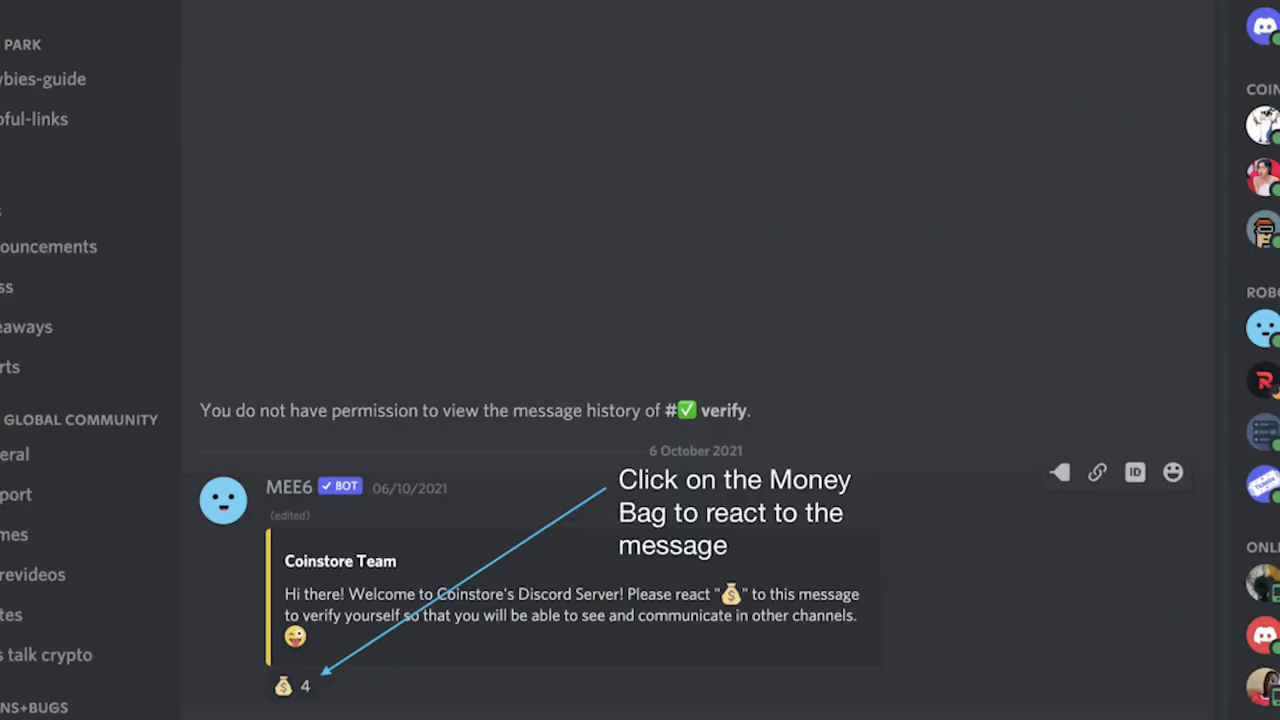 PARK
bies-guide
ful-links
ouncements
ss
eaways
rts
GLOBAL COMMUNITY
eral
port
mes
revideos
tes
s talk crypto
NS+BUGS
You do not have permission to view the message history of #✅ verify.
6 October 2021
MEE6 ✓ BOT 06/10/2021
(edited)
Coinstore Team
Hi there! Welcome to Coinstore's Discord Server! Please react "💰" to this message
to verify yourself so that you will be able to see and communicate in other channels.
😜
💰 4
Click on the Money
Bag to react to the
message
ID
COIN
ROBO
ONLI